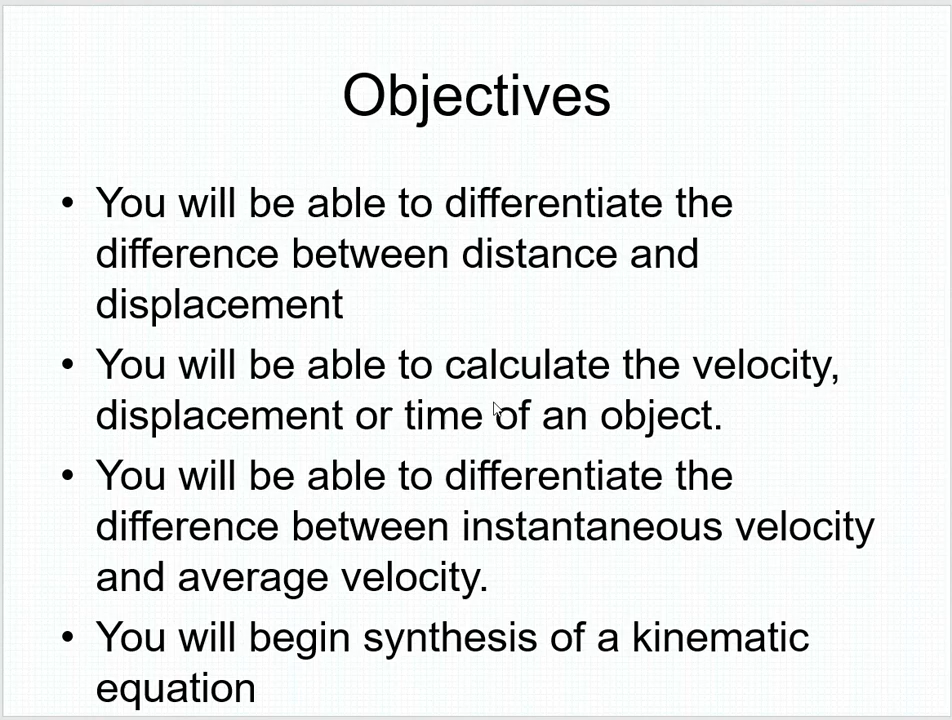 Objectives
• You will be able to differentiate the
difference between distance and
displacement
• You will be able to calculate the velocity,
displacement or time of an object.
• You will be able to differentiate the
difference between instantaneous velocity
and average velocity.
• You will begin synthesis of a kinematic
equation